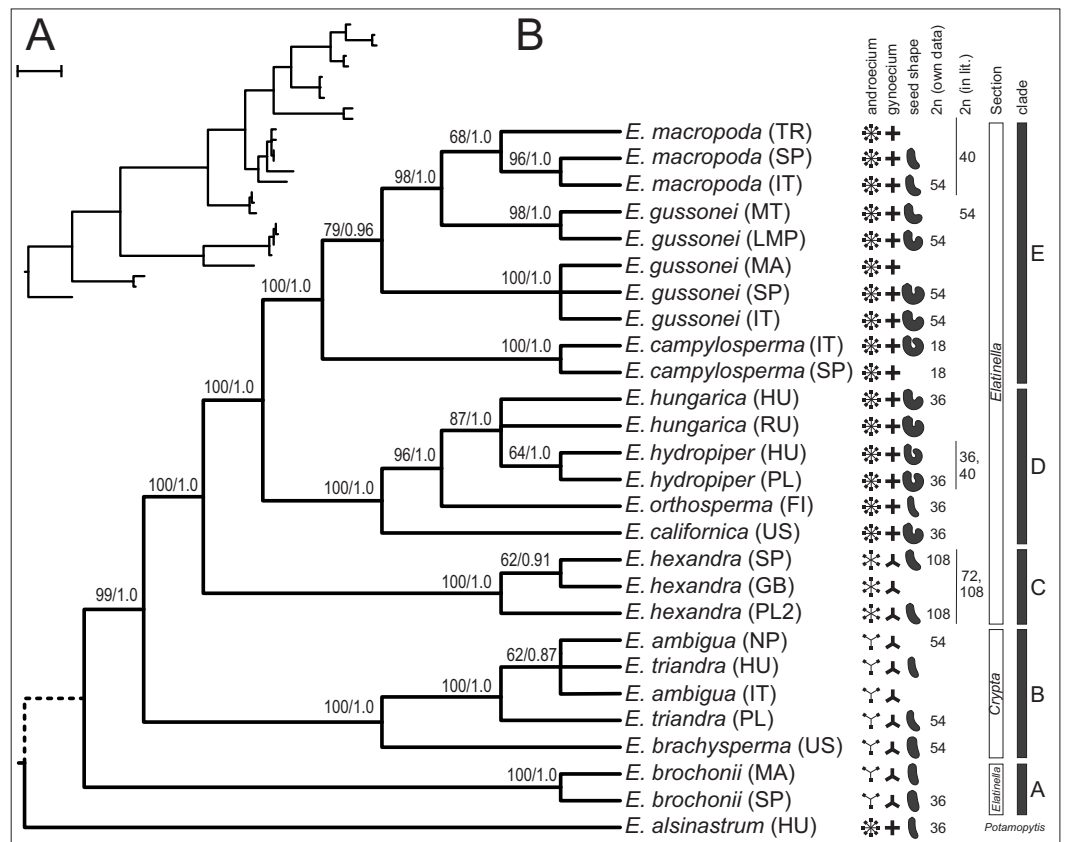 A
B
androecium
gynoecium
seed shape
2n (own data)
2n (in lit.)
Section
clade
E. macropoda (TR)
E. macropoda (SP)
E. macropoda (IT) 54
40
E. gussonei (MT) 54
E. gussonei (LMP) 54
E. gussonei (MA)
E. gussonei (SP) 54
E. gussonei (IT) 54
E. campylosperma (IT) 18
E. campylosperma (SP) 18
E. hungarica (HU) 36
E. hungarica (RU)
E. hydropiper (HU)
E. hydropiper (PL) 36
36,
40
E. orthosperma (FI) 36
E. californica (US) 36
E. hexandra (SP) 108
E. hexandra (GB)
E. hexandra (PL2) 108
72,
108
E. ambigua (NP) 54
E. triandra (HU)
E. ambigua (IT)
E. triandra (PL) 54
E. brachysperma (US) 54
E. brochonii (MA)
E. brochonii (SP) 36
E. alsinastrum (HU) 36
68/1.0
96/1.0
98/1.0
98/1.0
79/0.96
100/1.0
100/1.0
100/1.0
100/1.0
87/1.0
64/1.0
96/1.0
100/1.0
100/1.0
62/0.91
100/1.0
99/1.0
62/0.87
100/1.0
100/1.0
100/1.0
Elatinella
Crypta
Elatinella
Potamopytis
E
D
C
B
A